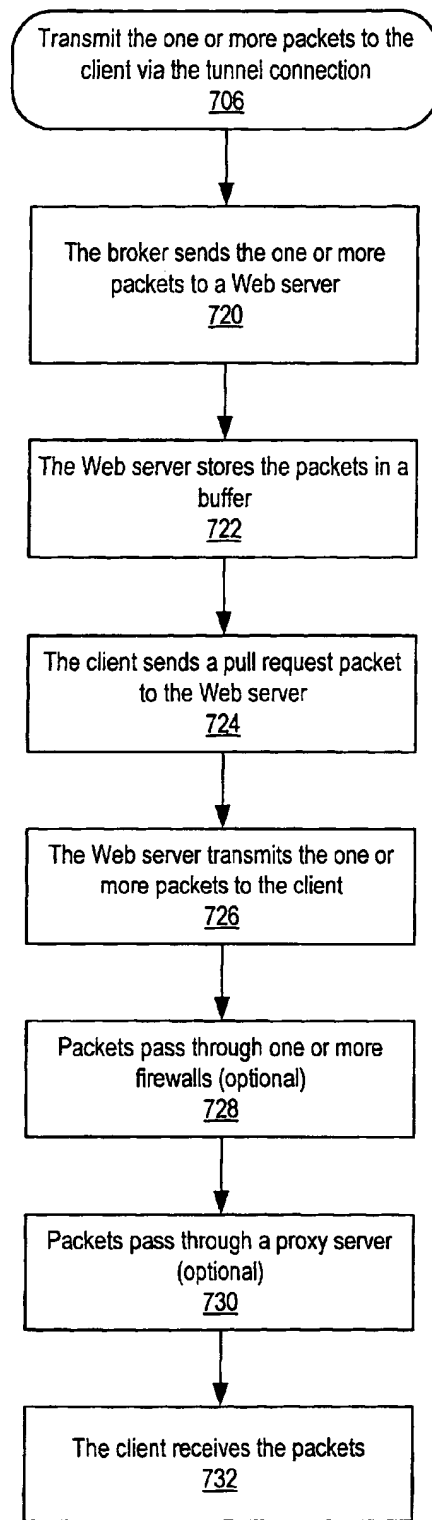 Transmit the one or more packets to the
client via the tunnel connection
706
The broker sends the one or more
packets to a Web server
720
The Web server stores the packets in a
buffer
722
The client sends a pull request packet
to the Web server
724
The Web server transmits the one or
more packets to the client
726
Packets pass through one or more
firewalls (optional)
728
Packets pass through a proxy server
(optional)
730
The client receives the packets
732